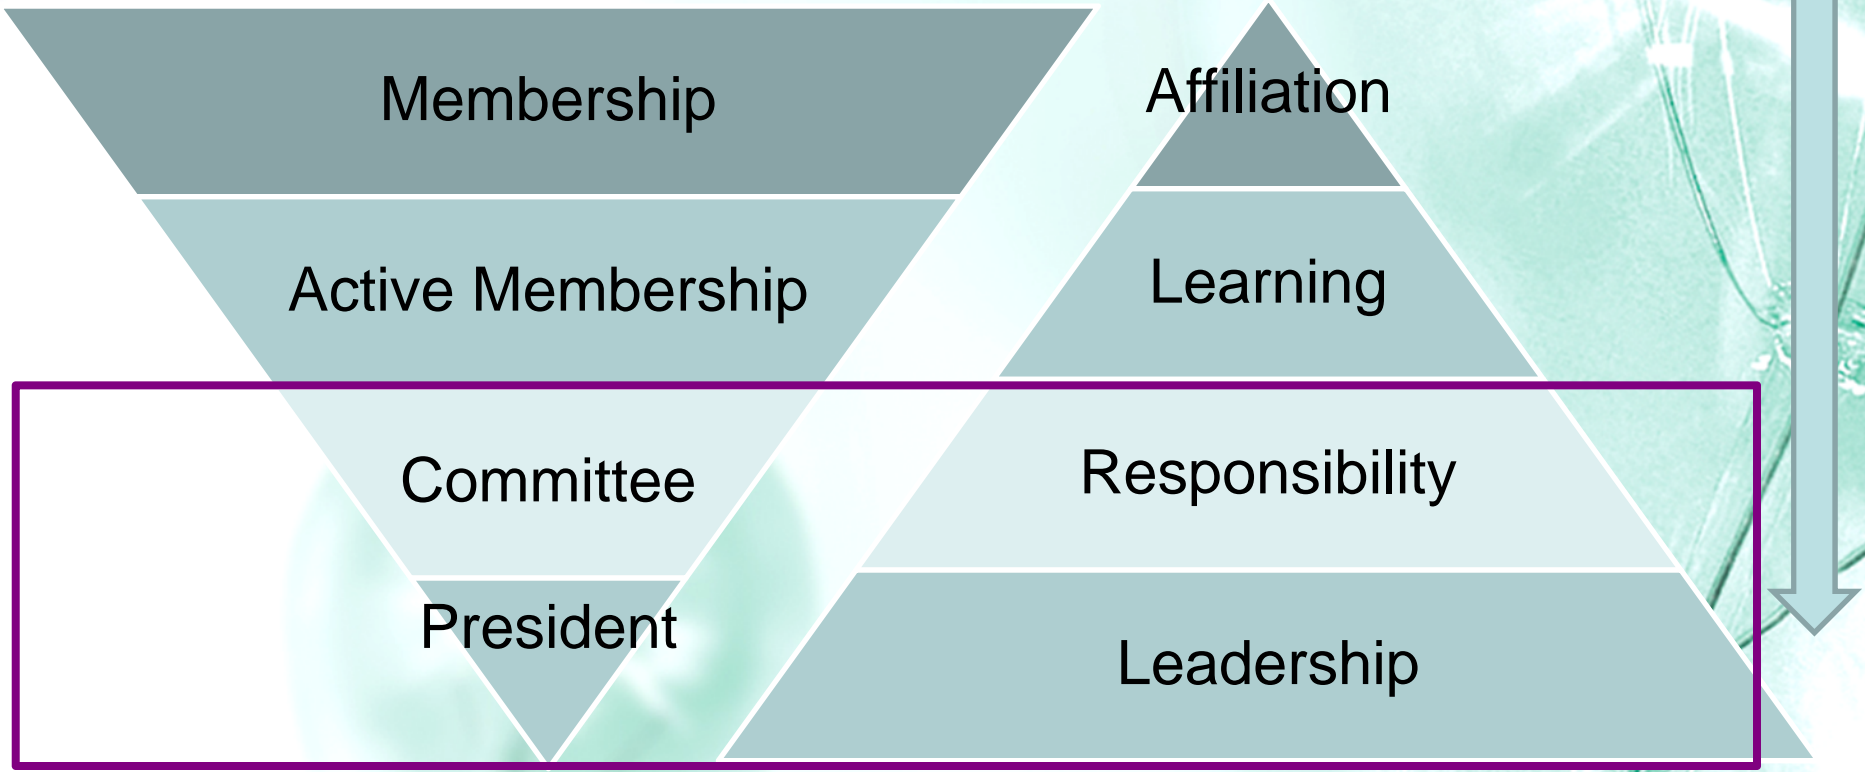 Membership
Affiliation
Active Membership
Learning
Committee
Responsibility
President
Leadership